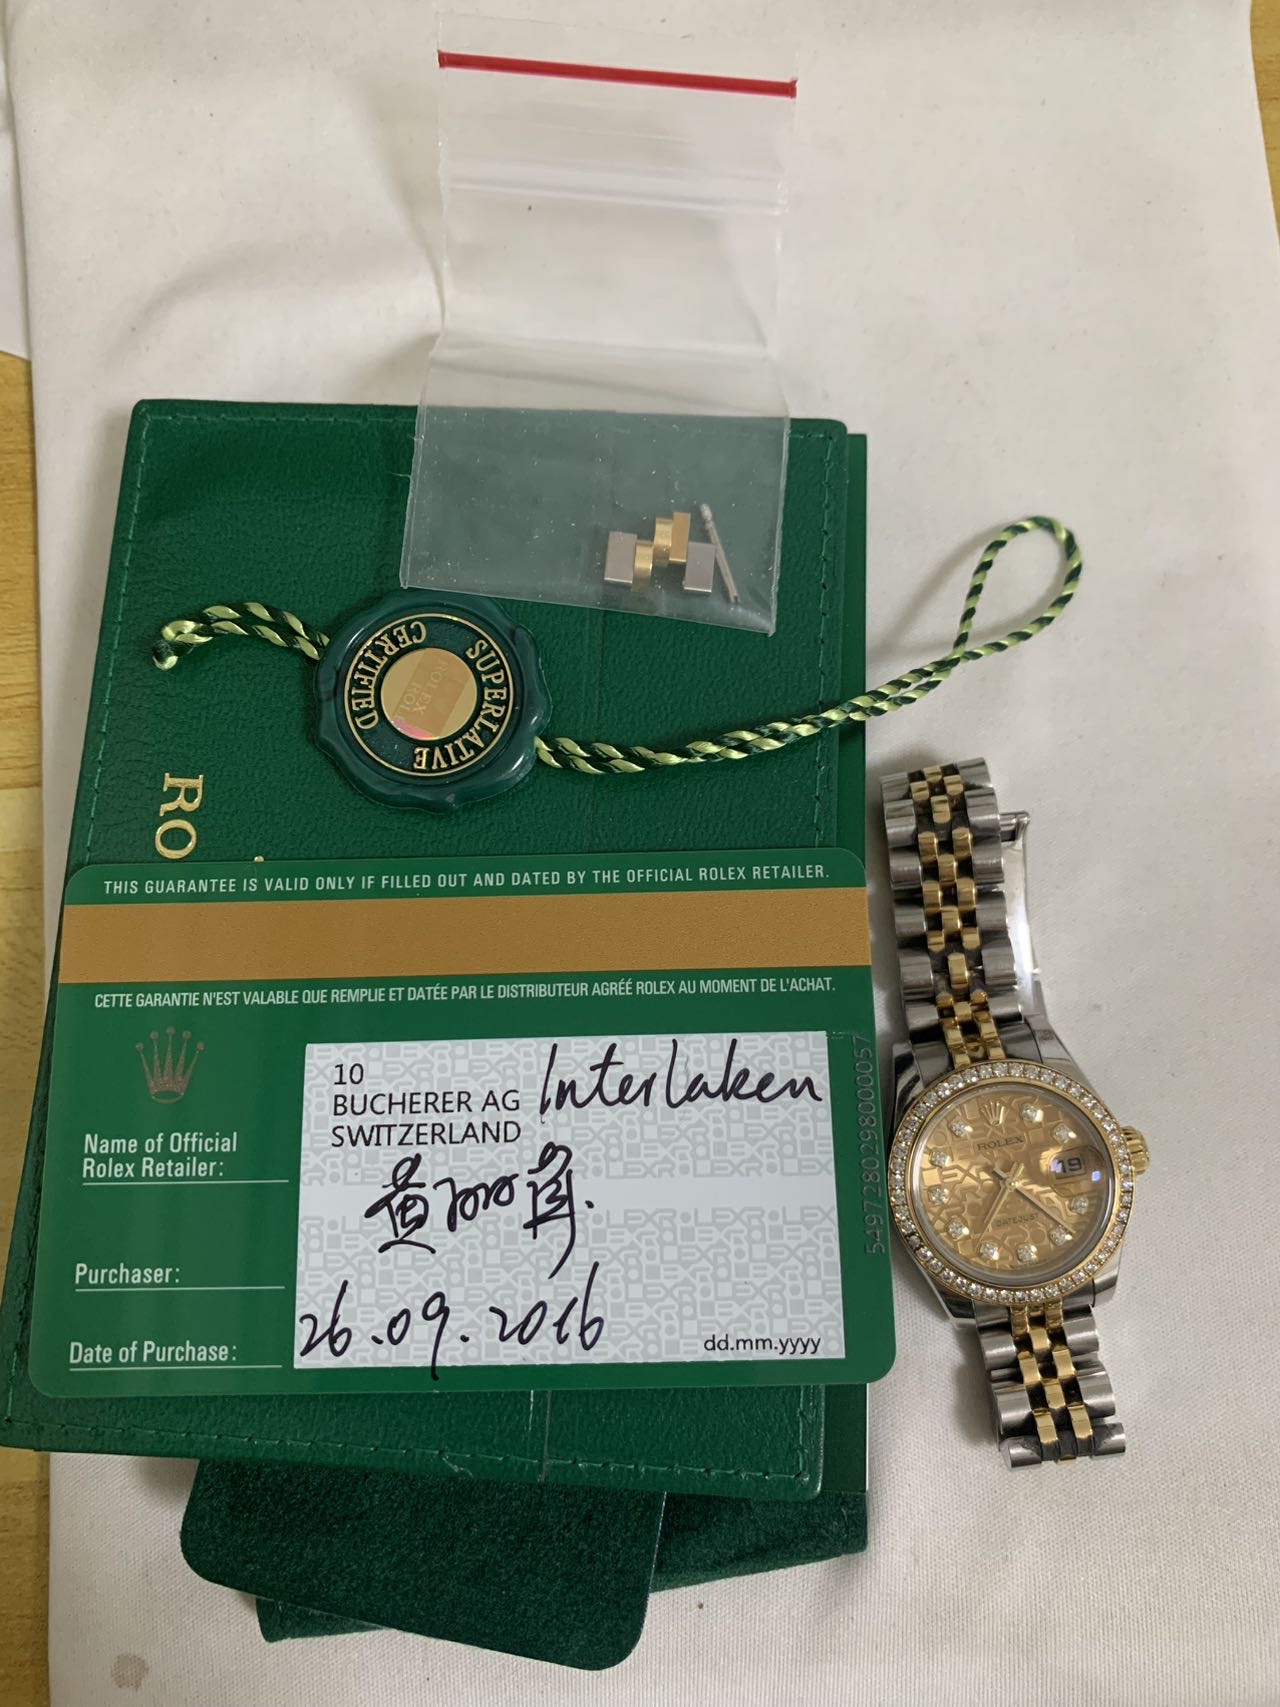 SUPERLATIVE
CERTIFIED
ROLEX
RO
THIS GUARANTEE IS VALID ONLY IF FILLED OUT AND DATED BY THE OFFICIAL ROLEX RETAILER.
CETTE GARANTIE N'EST VALABLE QUE REMPLIE ET DATÉE PAR LE DISTRIBUTEUR AGRÉÉ ROLEX AU MOMENT DE L'ACHAT.
10
BUCHERER AG Interlaken
SWITZERLAND
Name of Official
Rolex Retailer:
Purchaser:
黄
Date of Purchase:
26.09.2016
dd.mm.yyyy
5497280298000057
ROLEX
19
DATEJUST